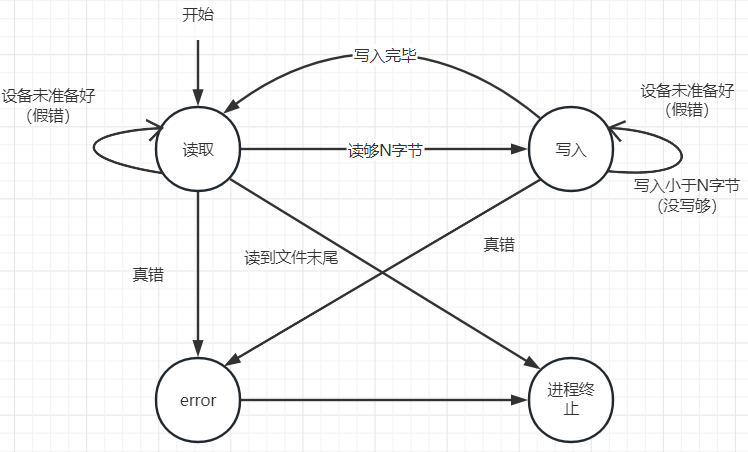 开始
写入完毕
设备未准备好
（假错）
设备未准备好
（假错）
读取
读够N字节
写入
写入小于N字节
（没写够）
真错
读到文件末尾
真错
error
进程终
止